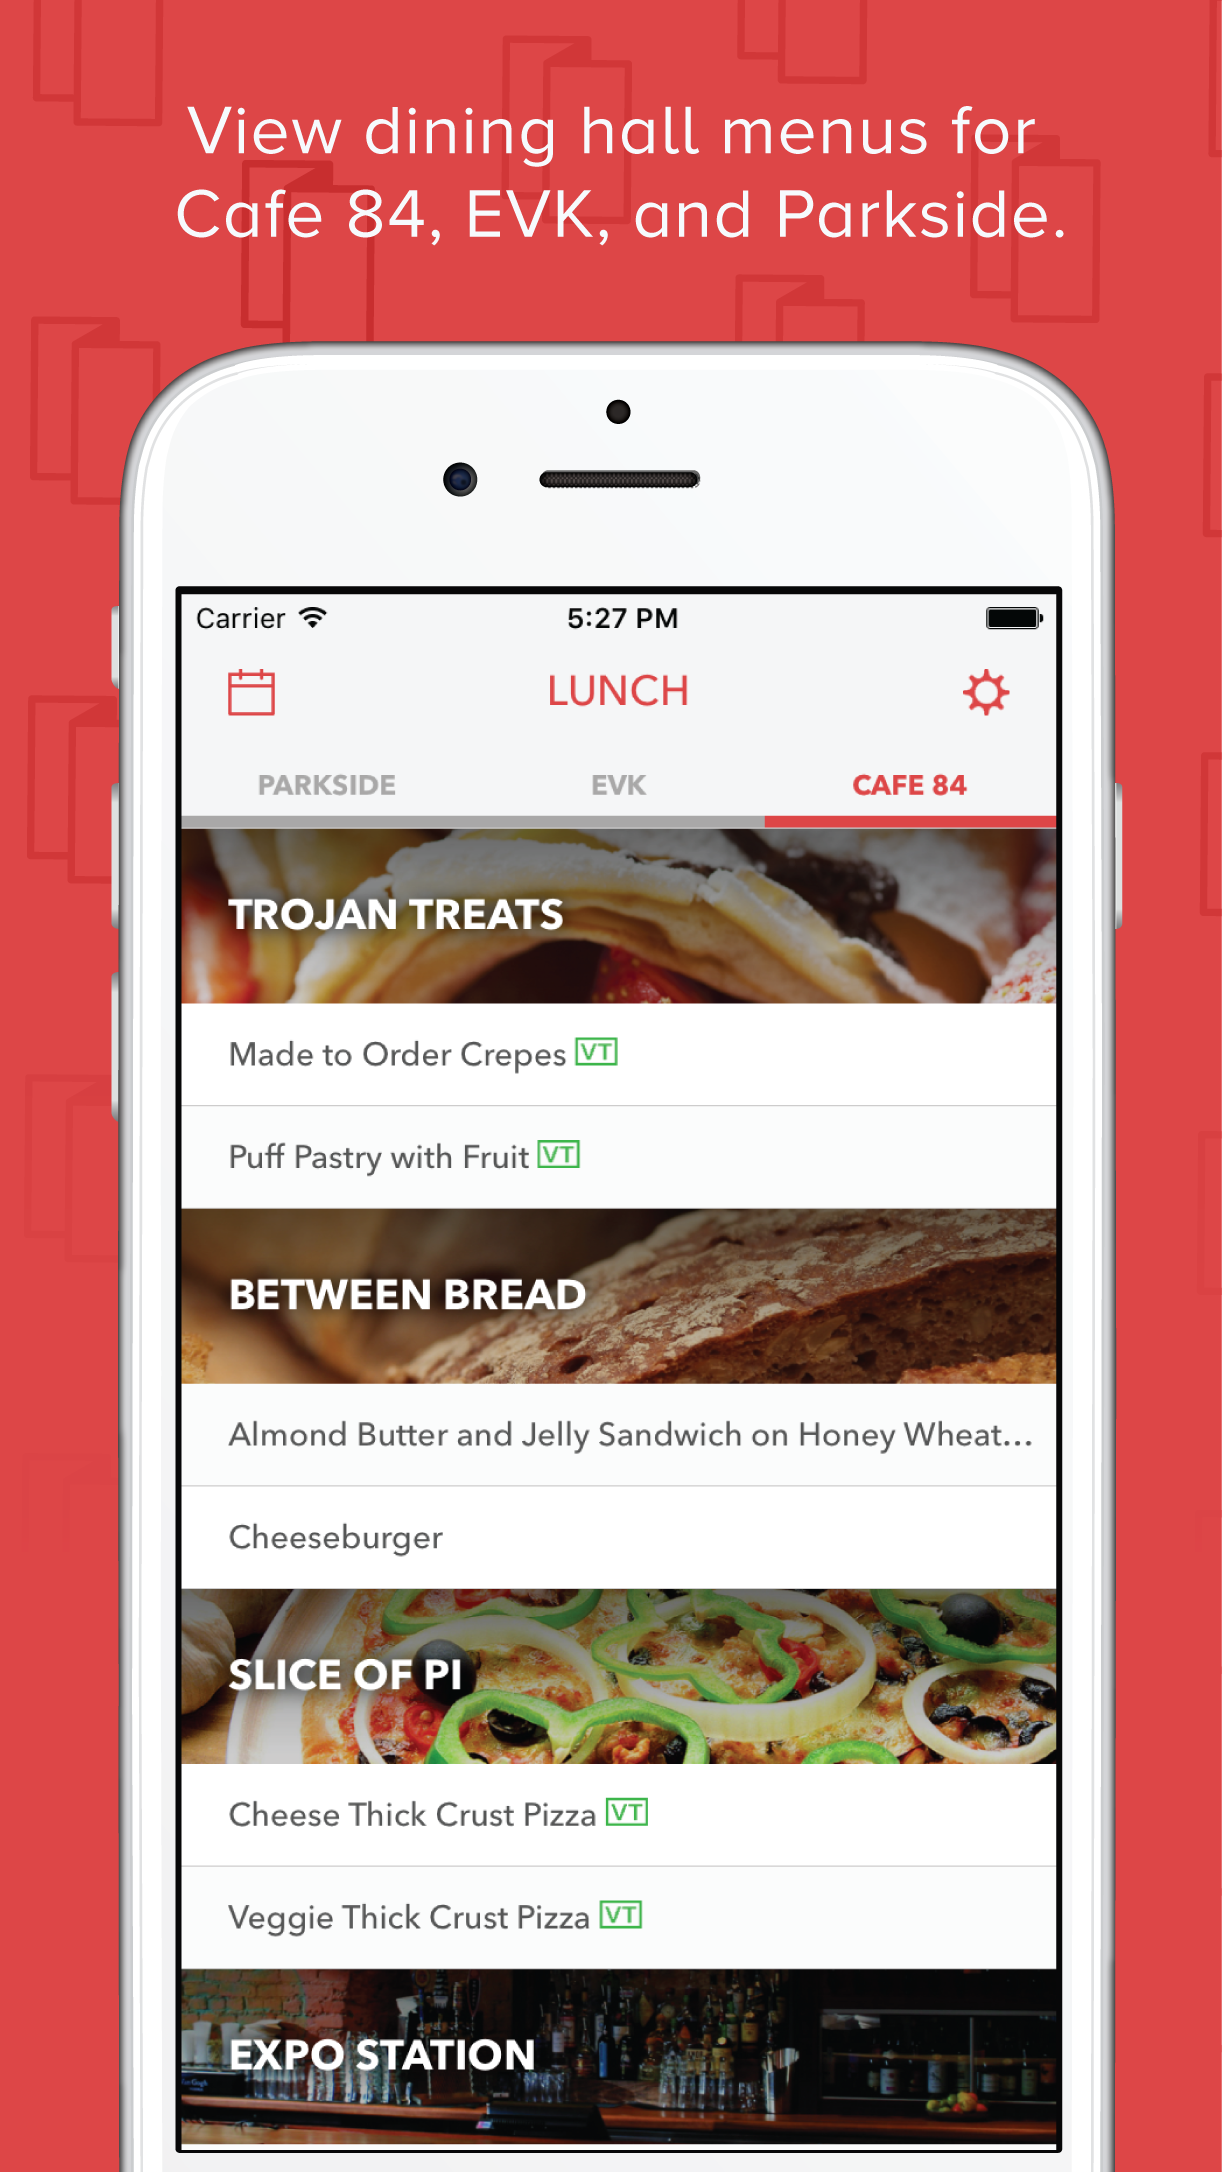 View dining hall menus for
Cafe 84, EVK, and Parkside.
Carrier 5:27 PM
LUNCH
PARKSIDE EVK CAFE 84
TROJAN TREATS
Made to Order Crepes VT
Puff Pastry with Fruit VT
BETWEEN BREAD
Almond Butter and Jelly Sandwich on Honey Wheat...
Cheeseburger
SLICE OF PI
Cheese Thick Crust Pizza VT
Veggie Thick Crust Pizza VT
EXPO STATION